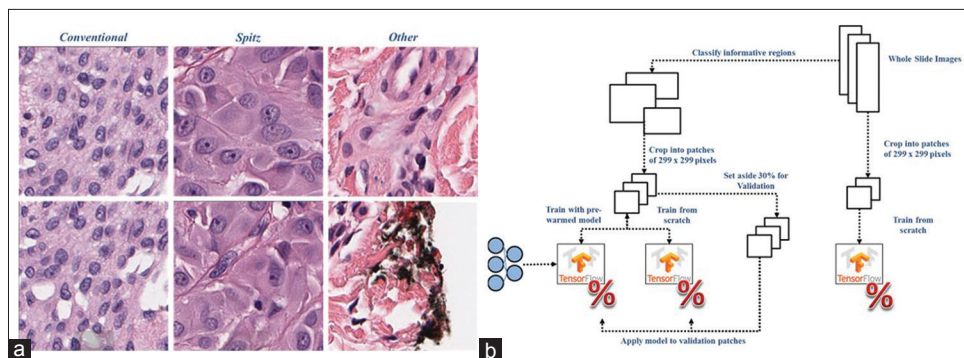 Conventional
Spitz
Other
a
Classify informative regions
Whole Slide Images
Crop into patches
of 299 x 299 pixels
Crop into patches
of 299 x 299 pixels
Set aside 30% for
Validation
Train with pre-
warmed model
Train from
scratch
Train from
scratch
TensorFlow
%
TensorFlow
%
TensorFlow
%
Apply model to validation patches
b